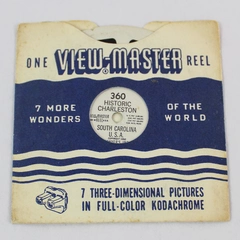 ONE VIEW-MASTER REEL
7 MORE
WONDERS
OF THE
WORLD
360
HISTORIC
CHARLESTON
SOUTH CAROLINA
U.S.A.
7 THREE-DIMENSIONAL PICTURES
IN FULL-COLOR KODACHROME